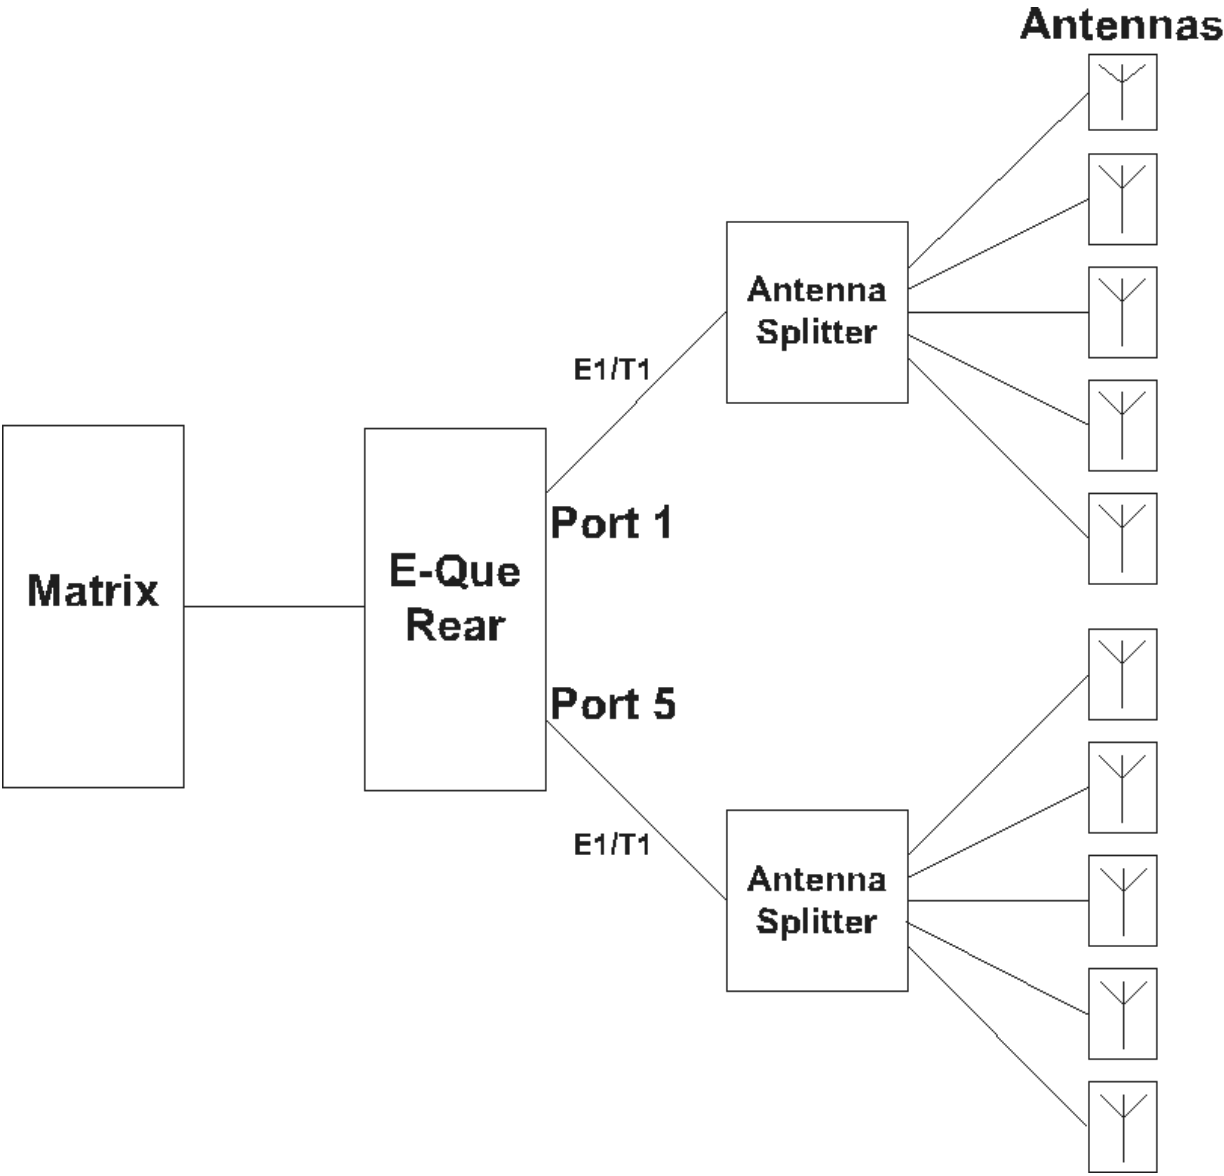 Antennas
Antenna
Splitter
E1/T1
Port 1
Matrix
E-Que
Rear
Port 5
E1/T1
Antenna
Splitter